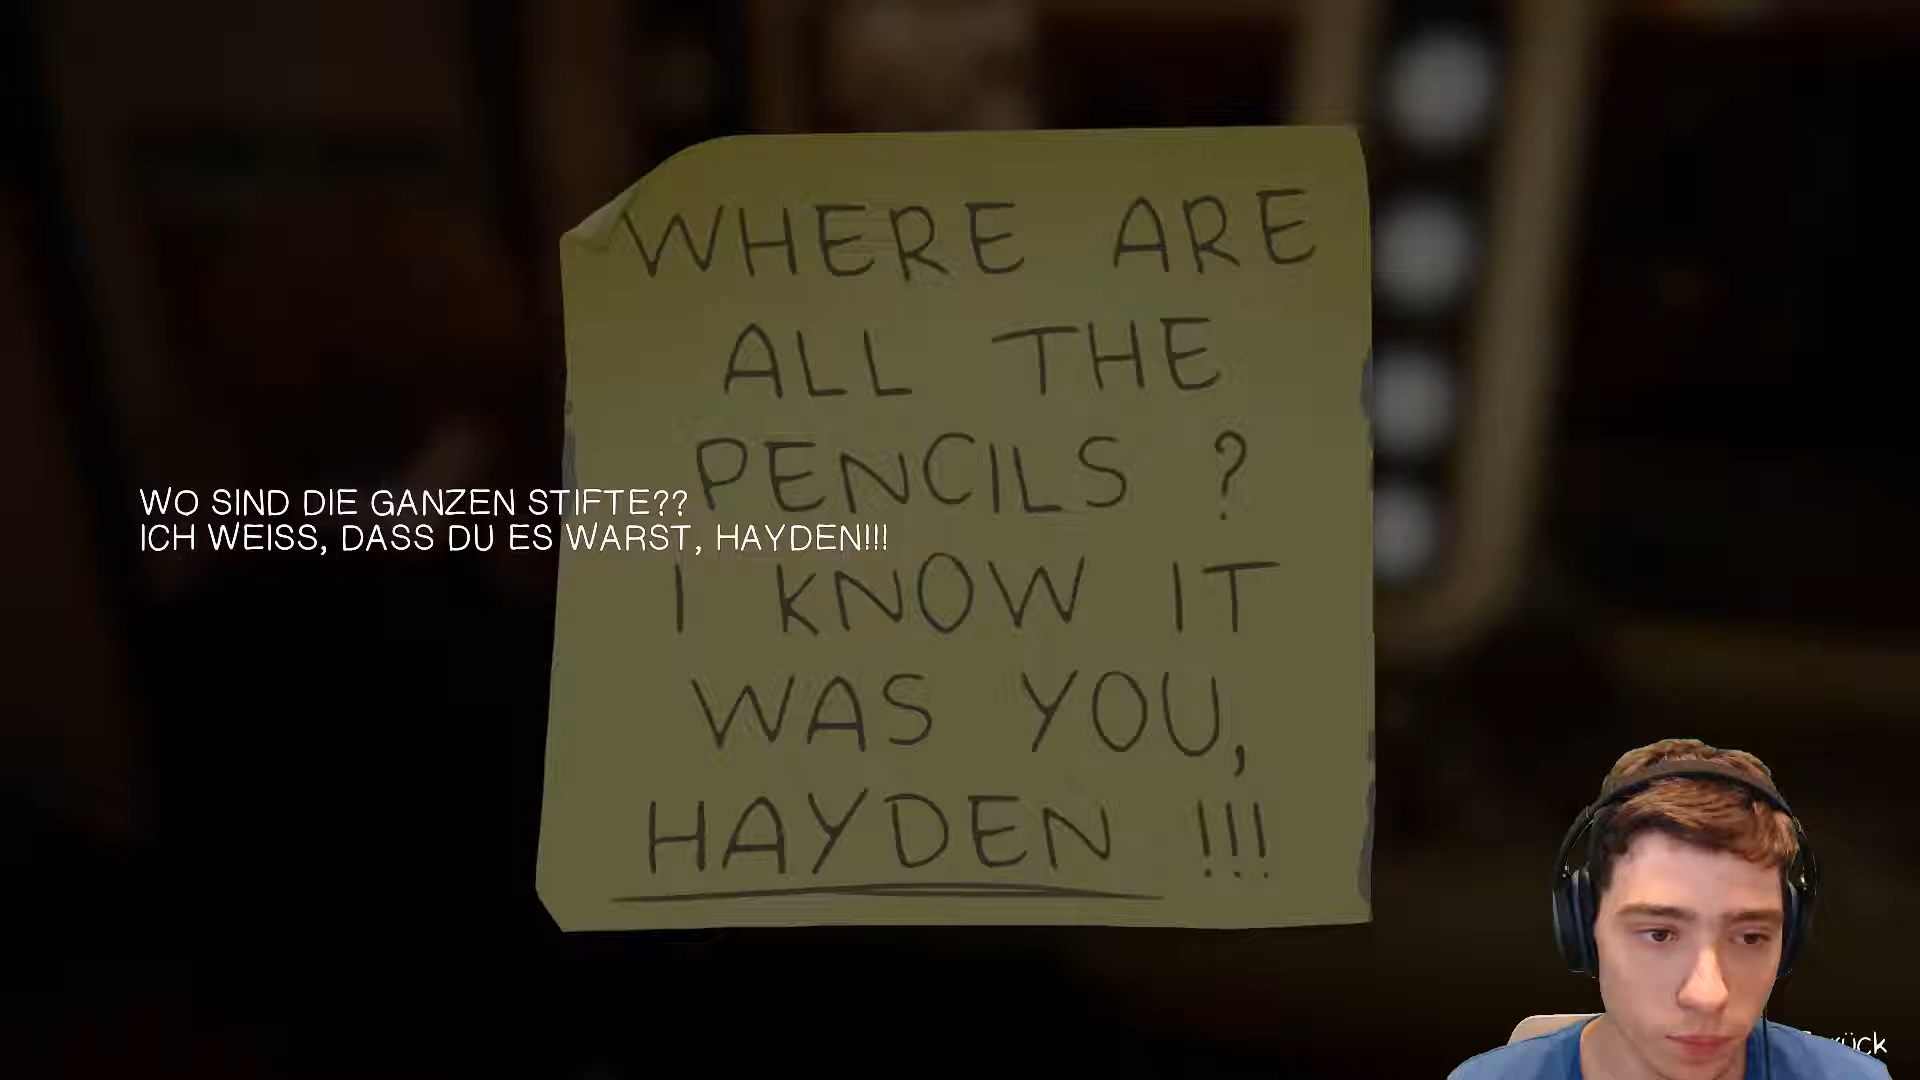 WHERE ARE
ALL THE
PENCILS ?
I KNOW IT
WAS YOU,
HAYDEN !!!
WO SIND DIE GANZEN STIFTE??
ICH WEISS, DASS DU ES WARST, HAYDEN!!!